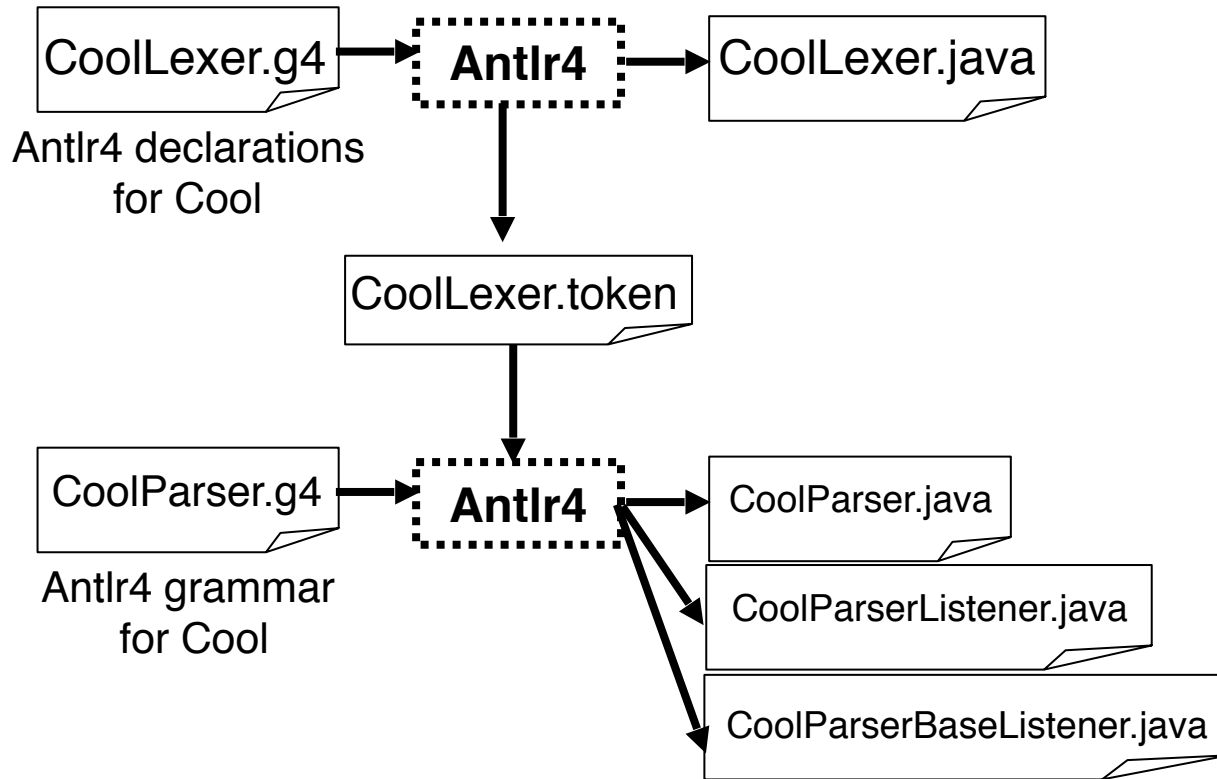 CoolLexer.g4
Antlr4
CoolLexer.java
Antlr4 declarations
for Cool
CoolLexer.token
CoolParser.g4
Antlr4
CoolParser.java
Antlr4 grammar
for Cool
CoolParserListener.java
CoolParserBaseListener.java